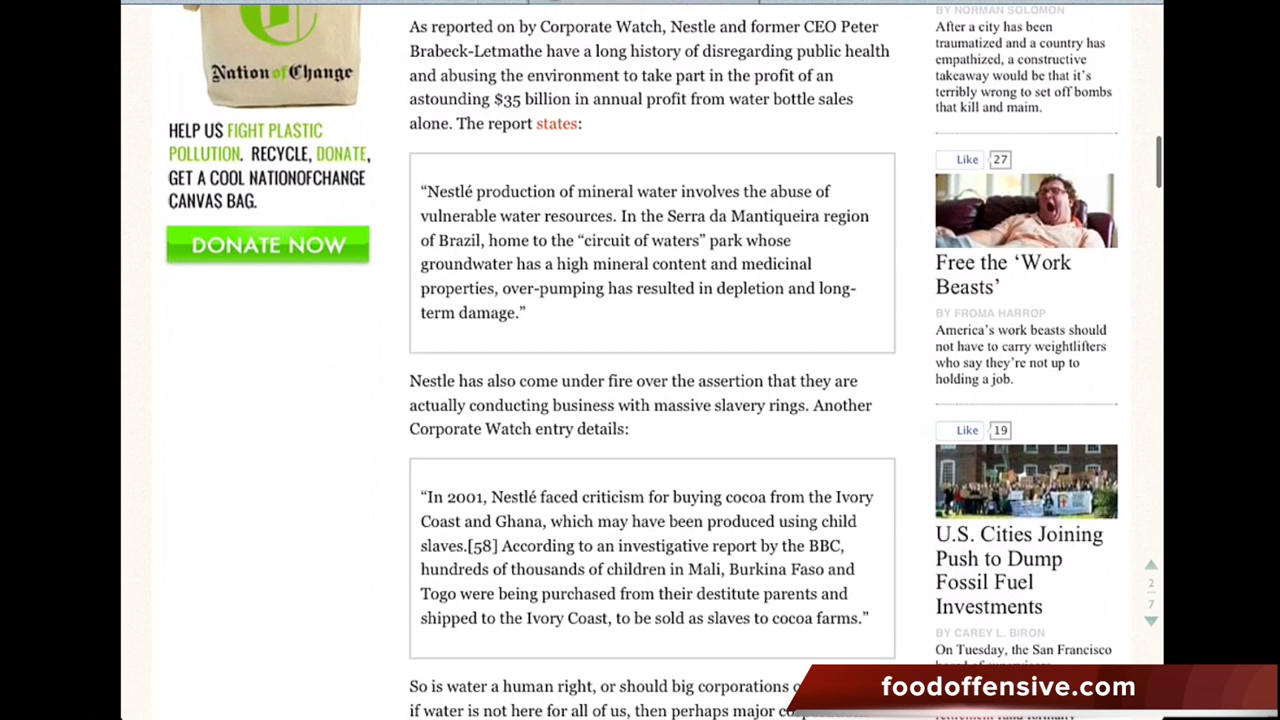 Nation of Change
HELP US FIGHT PLASTIC
POLLUTION. RECYCLE, DONATE,
GET A COOL NATIONOFCHANGE
CANVAS BAG.
DONATE NOW
As reported on by Corporate Watch, Nestle and former CEO Peter
Brabeck-Letmathe have a long history of disregarding public health
and abusing the environment to take part in the profit of an
astounding $35 billion in annual profit from water bottle sales
alone. The report states:
“Nestlé production of mineral water involves the abuse of
vulnerable water resources. In the Serra da Mantiqueira region
of Brazil, home to the “circuit of waters” park whose
groundwater has a high mineral content and medicinal
properties, over-pumping has resulted in depletion and long-
term damage.”
Nestle has also come under fire over the assertion that they are
actually conducting business with massive slavery rings. Another
Corporate Watch entry details:
“In 2001, Nestlé faced criticism for buying cocoa from the Ivory
Coast and Ghana, which may have been produced using child
slaves.[58] According to an investigative report by the BBC,
hundreds of thousands of children in Mali, Burkina Faso and
Togo were being purchased from their destitute parents and
shipped to the Ivory Coast, to be sold as slaves to cocoa farms.”
So is water a human right, or should big corporations
if water is not here for all of us, then perhaps major
BY NORMAN SOLOMON
After a city has been
traumatized and a country has
empathized, a constructive
takeaway would be that it’s
terribly wrong to set off bombs
that kill and maim.
Like 27
Free the ‘Work
Beasts’
BY FROMA HARROP
America’s work beasts should
not have to carry weightlifters
who say they’re not up to
holding a job.
Like 19
U.S. Cities Joining
Push to Dump
Fossil Fuel
Investments
BY CAREY L. BIRON
On Tuesday, the San Francisco
2
7
foodoffensive.com